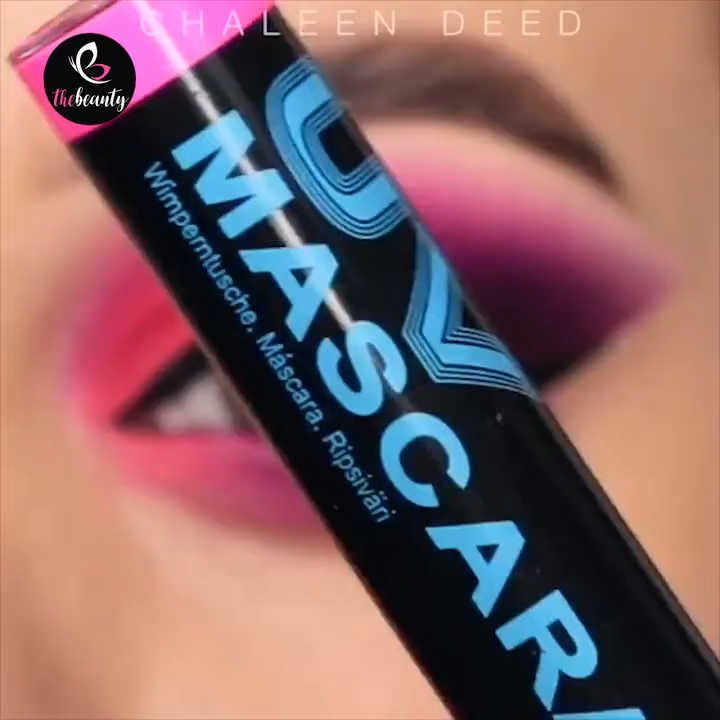 CHALEEN DEED
thebeauty
UV
MASCARA
Wimperntusche. Máscara. Ripsiväri